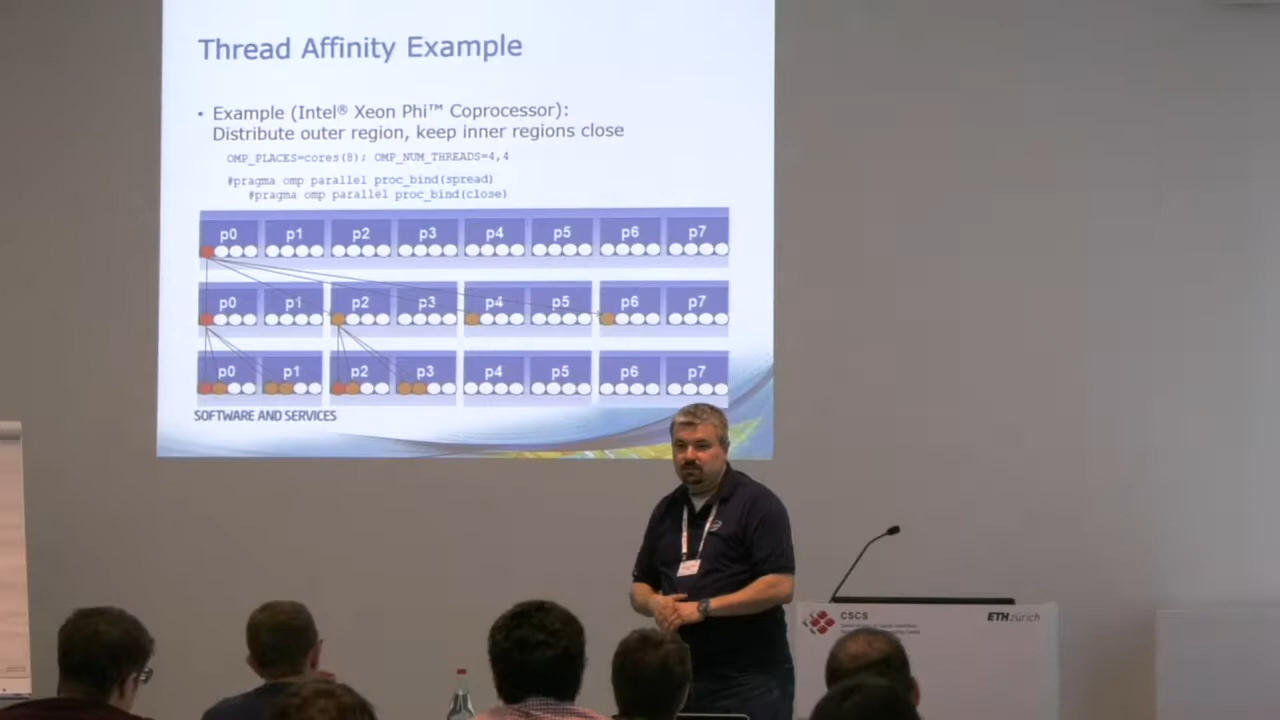 Thread Affinity Example
• Example (Intel® Xeon Phi™ Coprocessor):
Distribute outer region, keep inner regions close
OMP_PLACES=cores(8); OMP_NUM_THREADS=4,4
#pragma omp parallel proc_bind(spread)
#pragma omp parallel proc_bind(close)
p0 p1 p2 p3 p4 p5 p6 p7
p0 p1 p2 p3 p4 p5 p6 p7
p0 p1 p2 p3 p4 p5 p6 p7
SOFTWARE AND SERVICES
CSCS
ETH zürich